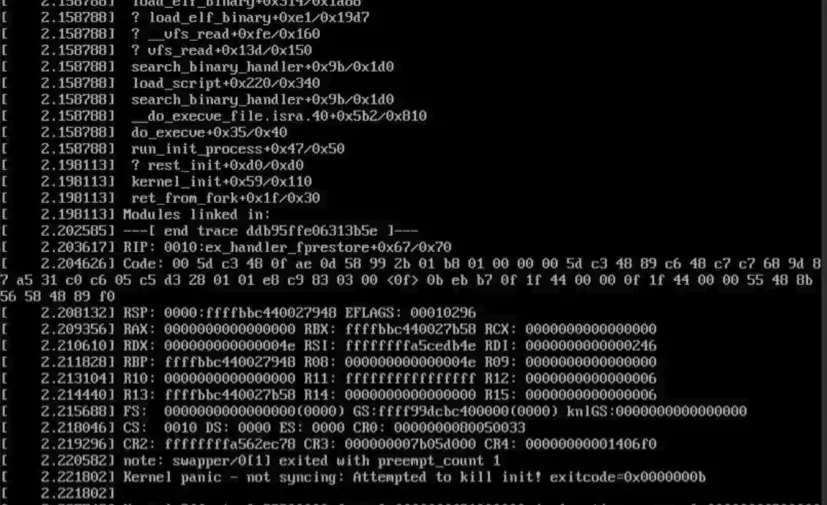 [    2.158788]  load_elf_binary+0x314/0x1a88
[    2.158788]  ? load_elf_binary+0xe1/0x19d7
[    2.158788]  ? __vfs_read+0xfe/0x160
[    2.158788]  ? vfs_read+0x13d/0x150
[    2.158788]  search_binary_handler+0x9b/0x1d0
[    2.158788]  load_script+0x220/0x340
[    2.158788]  search_binary_handler+0x9b/0x1d0
[    2.158788]  __do_execve_file.isra.40+0x5b2/0x810
[    2.158788]  do_execve+0x35/0x40
[    2.158788]  run_init_process+0x47/0x50
[    2.198113]  ? rest_init+0xd0/0xd0
[    2.198113]  kernel_init+0x59/0x110
[    2.198113]  ret_from_fork+0x1f/0x30
[    2.198113] Modules linked in:
[    2.202585] ---[ end trace ddb95ffe06313b5e ]---
[    2.203617] RIP: 0010:ex_handler_fprestore+0x67/0x70
[    2.204626] Code: 00 5d c3 48 0f ae 0d 58 99 2b 01 b8 01 00 00 00 5d c3 48 89 c6 48 c7 c7 68 9d 8
7 a5 31 c0 c6 05 c5 d3 28 01 01 e8 c9 83 03 00 <0f> 0b eb b7 0f 1f 44 00 00 0f 1f 44 00 00 55 48 8b
56 58 48 89 f0
[    2.208132] RSP: 0000:ffffbbc440027948 EFLAGS: 00010296
[    2.209356] RAX: 0000000000000000 RBX: ffffbbc440027b58 RCX: 0000000000000000
[    2.210610] RDX: 000000000000004e RSI: ffffffffa5cedb4e RDI: 0000000000000246
[    2.211828] RBP: ffffbbc440027948 R08: 000000000000004e R09: 0000000000000000
[    2.213104] R10: 0000000000000000 R11: ffffffffffffffff R12: 0000000000000006
[    2.214440] R13: ffffbbc440027b58 R14: 0000000000000000 R15: 0000000000000006
[    2.215688] FS:  0000000000000000(0000) GS:ffff99dcbc400000(0000) knlGS:0000000000000000
[    2.218046] CS:  0010 DS: 0000 ES: 0000 CR0: 0000000080050033
[    2.219296] CR2: ffffffffa562ec78 CR3: 000000007b05d000 CR4: 00000000001406f0
[    2.220582] note: swapper/0[1] exited with preempt_count 1
[    2.221802] Kernel panic - not syncing: Attempted to kill init! exitcode=0x0000000b
[    2.221802]